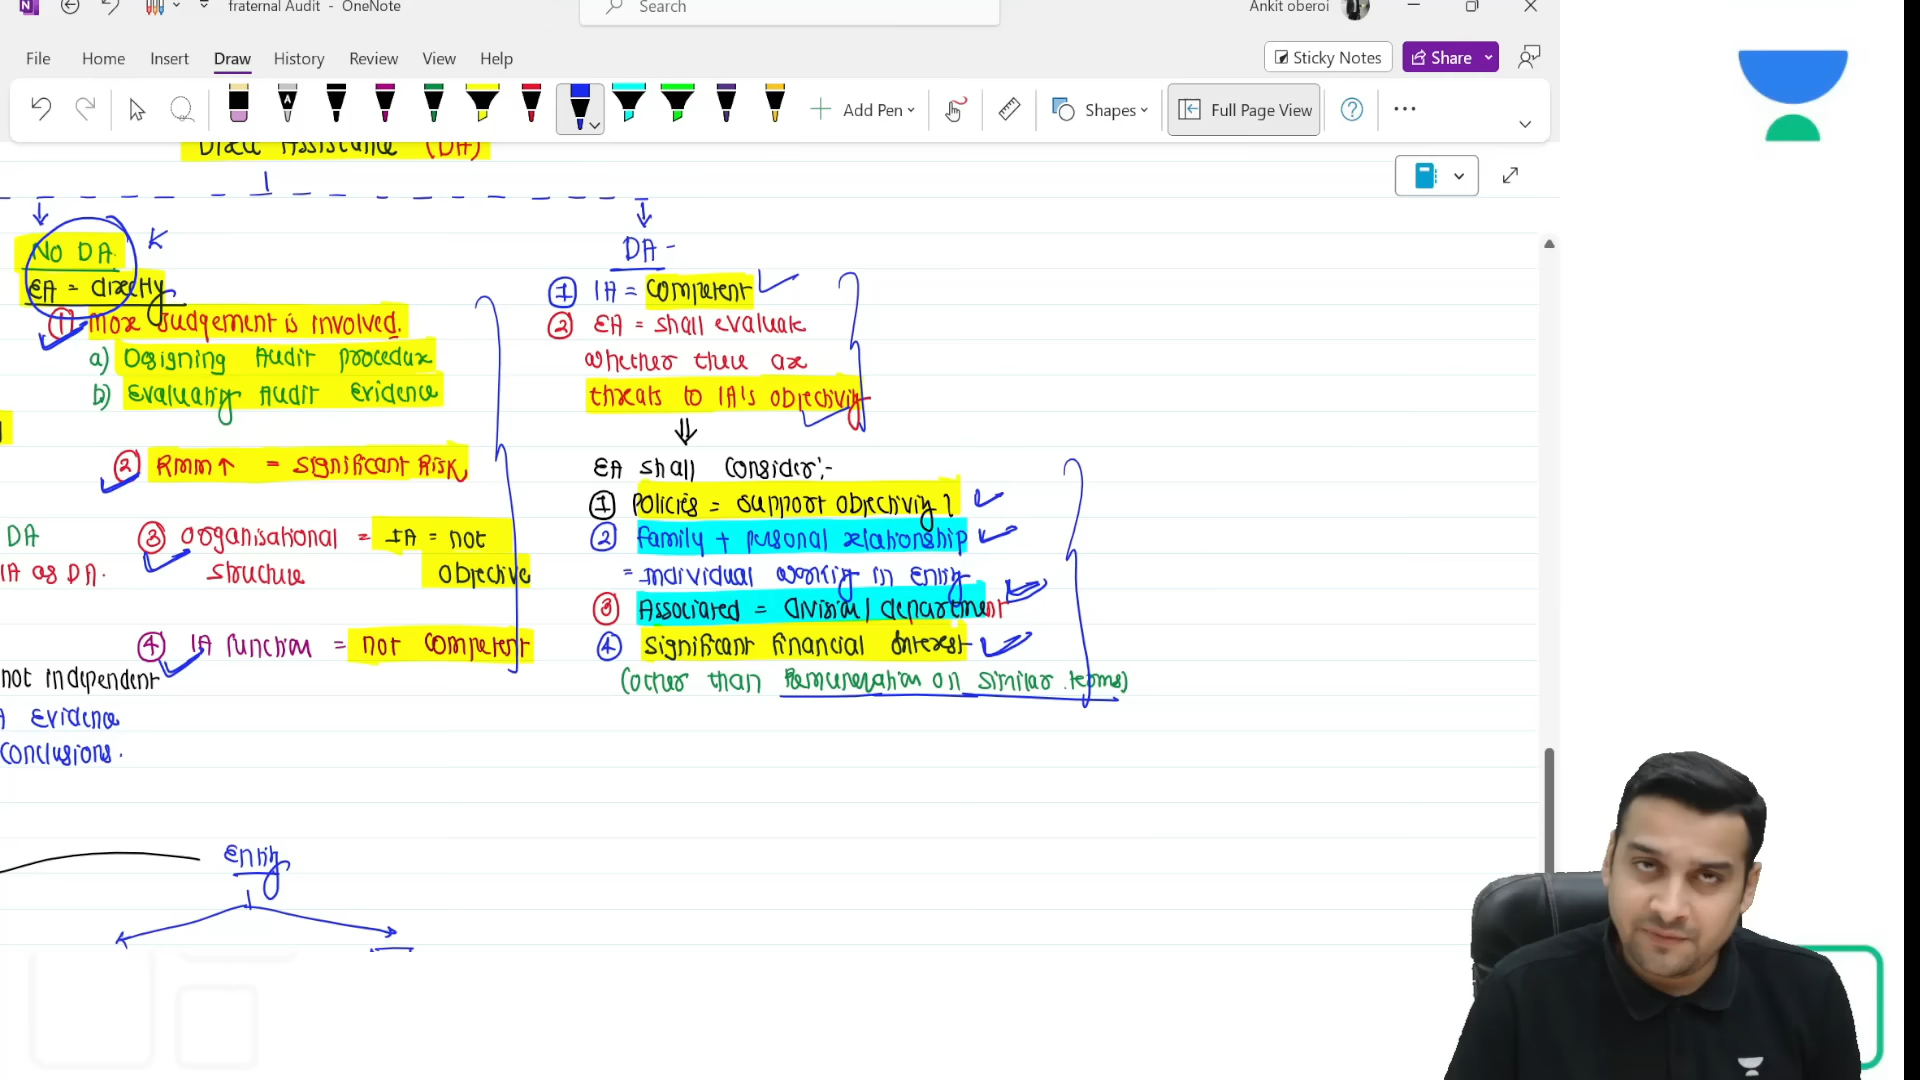 fraternal Audit - OneNote
Search
Ankit oberoi
File Home Insert Draw History Review View Help
Sticky Notes
Share
Add Pen
Shapes
Full Page View
Direct Assistance (DA)
No DA.
EA = directly
① more Judgement is involved.
a) Designing Audit procedure
b) Evaluating Audit Evidence
② Rmm↑ = significant Risk
DA
IA as DA.
③ organisational = IA = not
structure objective
④ IA function = not competent
not independent
A Evidence
Conclusions.
DA -
① IA = Competent
② EA = shall evaluate
whether there are
threats to IA's objectivity
⇓
EA shall Consider:-
① Policies = support objectivity
② family + personal relationship
= individual working in Entity
③ Associated = division/department
④ significant financial interest
(other than Remuneration on similar terms)
Entity